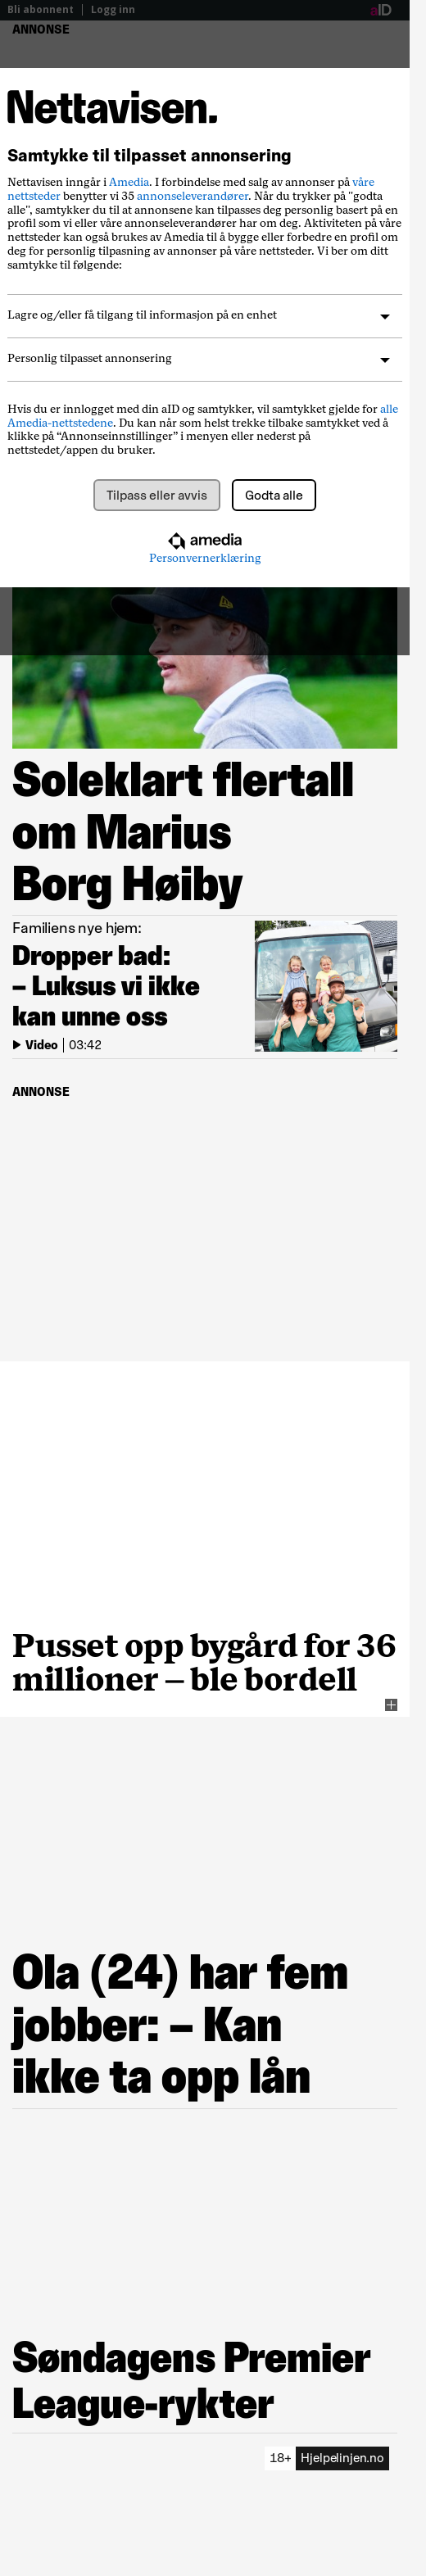 Bli abonnent | Logg inn
aID
ANNONSE
Nettavisen.
Samtykke til tilpasset annonsering
Nettavisen inngår i Amedia. I forbindelse med salg av annonser på våre
nettsteder benytter vi 35 annonseleverandører. Når du trykker på "godta
alle", samtykker du til at annonsene kan tilpasses deg personlig basert på en
profil som vi eller våre annonseleverandører har om deg. Aktiviteten på våre
nettsteder kan også brukes av Amedia til å bygge eller forbedre en profil om
deg for personlig tilpasning av annonser på våre nettsteder. Vi ber om ditt
samtykke til følgende:
Lagre og/eller få tilgang til informasjon på en enhet
Personlig tilpasset annonsering
Hvis du er innlogget med din aID og samtykker, vil samtykket gjelde for alle
Amedia-nettstedene. Du kan når som helst trekke tilbake samtykket ved å
klikke på “Annonseinnstillinger” i menyen eller nederst på
nettstedet/appen du bruker.
Tilpass eller avvis
Godta alle
amedia
Personvernerklæring
Soleklart flertall
om Marius
Borg Høiby
Familiens nye hjem:
Dropper bad:
– Luksus vi ikke
kan unne oss
Video | 03:42
ANNONSE
Pusset opp bygård for 36
millioner – ble bordell
Ola (24) har fem
jobber: – Kan
ikke ta opp lån
Søndagens Premier
League-rykter
18+ Hjelpelinjen.no